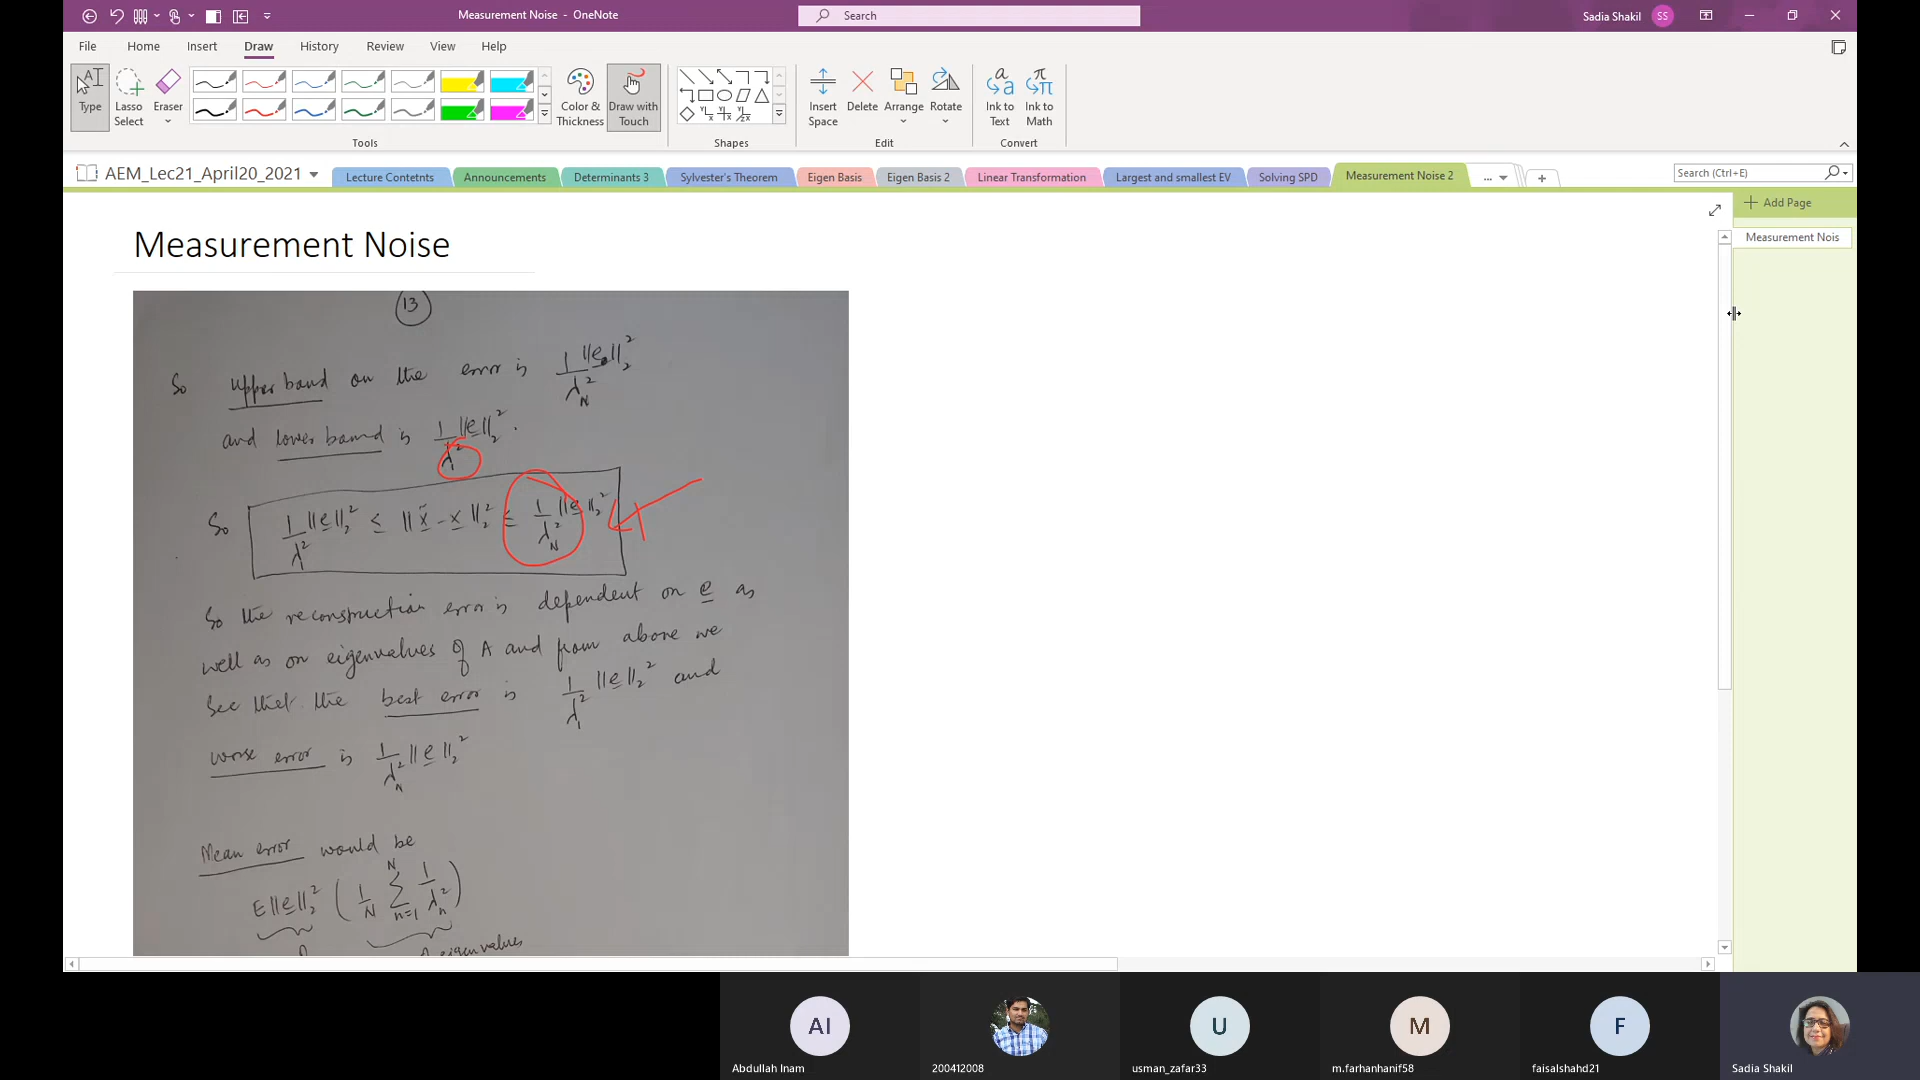 Measurement Noise - OneNote
Search
Sadia Shakil SS
File Home Insert Draw History Review View Help
Type
Lasso Select
Eraser
Color & Thickness
Draw with Touch
Insert Space
Delete
Arrange
Rotate
Ink to Text
Ink to Math
Tools Shapes Edit Convert
AEM_Lec21_April20_2021
Lecture Contetnts Announcements Determinants 3 Sylvester's Theorem Eigen Basis Eigen Basis 2 Linear Transformation Largest and smallest EV Solving SPD Measurement Noise 2 ...
Search (Ctrl+E)
Add Page
Measurement Nois
Measurement Noise
13
So upper bound on the error is 1/λ_N² ||e||₂²
and lower bound is 1/λ₁² ||e||₂².
So 1/λ₁² ||e||₂² ≤ ||x̃ - x||₂² ≤ 1/λ_N² ||e||₂²
So the reconstruction error is dependent on e as
well as on eigenvalues of A and from above we
See that the best error is 1/λ₁² ||e||₂² and
worse error is 1/λ_N² ||e||₂²
Mean error would be
E||e||₂² (1/N Σ_{n=1}^{N} 1/λ_n²)
eigenvalues
AI U M F
Abdullah Inam 200412008 usman_zafar33 m.farhanhanif58 faisalshahd21 Sadia Shakil